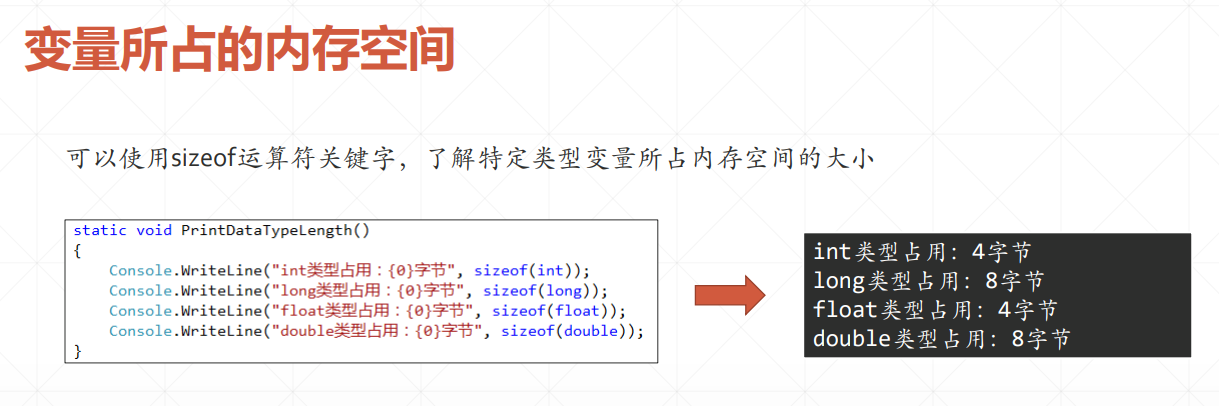 变量所占的内存空间
可以使用sizeof运算符关键字，了解特定类型变量所占内存空间的大小
static void PrintDataTypeLength()
{
    Console.WriteLine("int类型占用：{0}字节", sizeof(int));
    Console.WriteLine("long类型占用：{0}字节", sizeof(long));
    Console.WriteLine("float类型占用：{0}字节", sizeof(float));
    Console.WriteLine("double类型占用：{0}字节", sizeof(double));
}
int类型占用：4字节
long类型占用：8字节
float类型占用：4字节
double类型占用：8字节